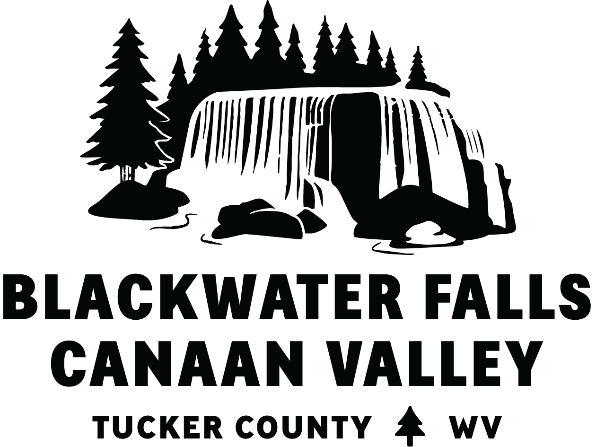 BLACKWATER FALLS
CANAAN VALLEY
TUCKER COUNTY WV